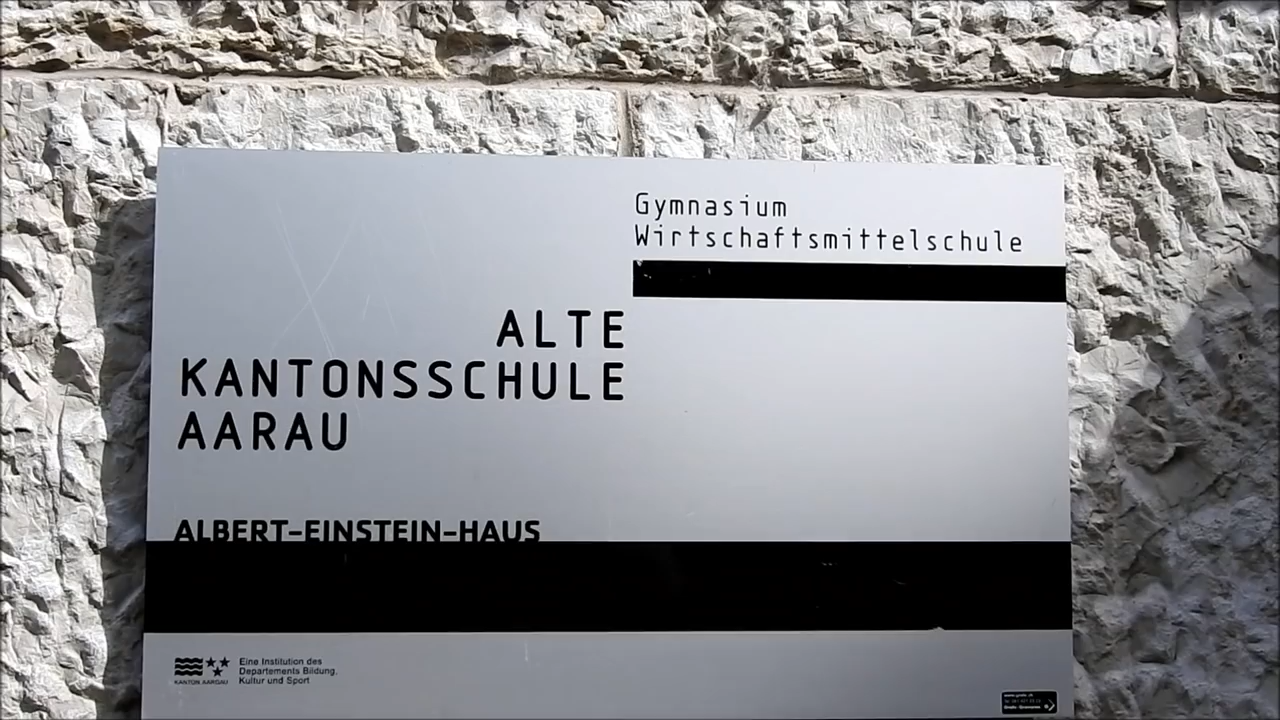 Gymnasium
Wirtschaftsmittelschule
ALTE
KANTONSSCHULE
AARAU
ALBERT-EINSTEIN-HAUS
KANTON AARGAU
Eine Institution des
Departements Bildung,
Kultur und Sport